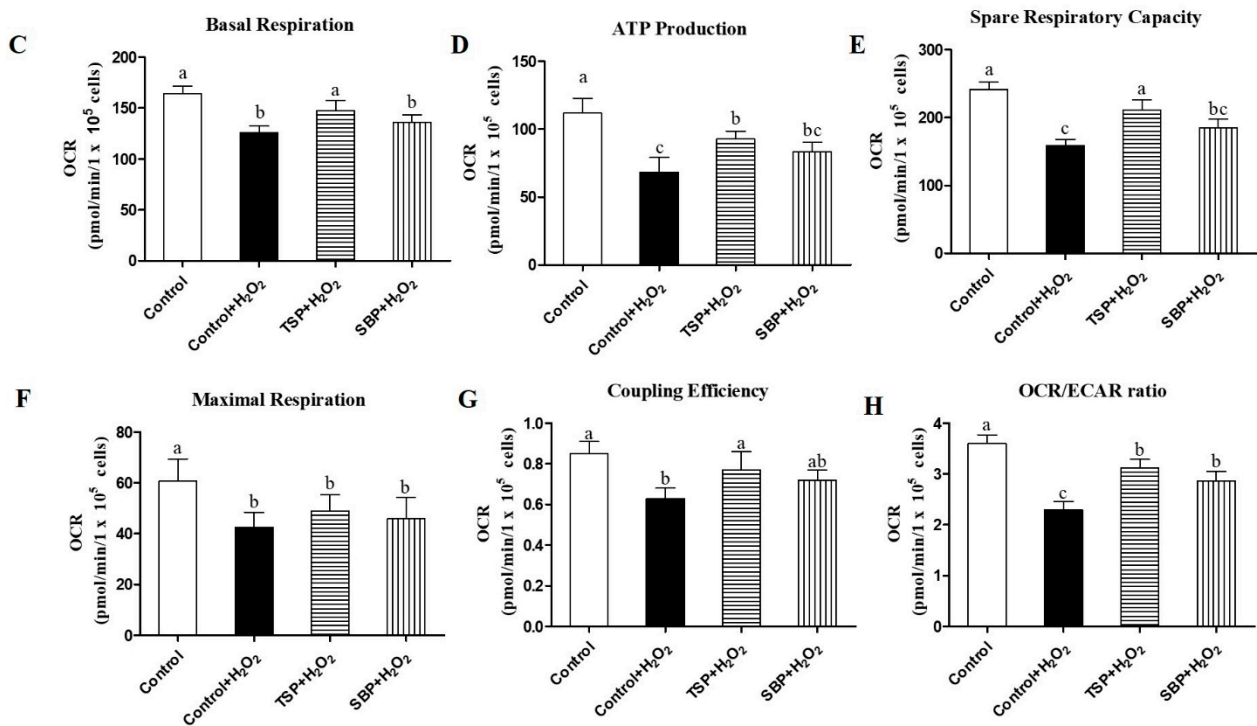 C
Basal Respiration
OCR
(pmol/min/1 x 10⁵ cells)
200
150
100
50
0
a
b
a
b
Control
Control+H₂O₂
TSP+H₂O₂
SBP+H₂O₂
D
ATP Production
OCR
(pmol/min/1 x 10⁵ cells)
150
100
50
0
a
c
b
bc
Control
Control+H₂O₂
TSP+H₂O₂
SBP+H₂O₂
E
Spare Respiratory Capacity
OCR
(pmol/min/1 x 10⁵ cells)
300
200
100
0
a
c
a
bc
Control
Control+H₂O₂
TSP+H₂O₂
SBP+H₂O₂
F
Maximal Respiration
OCR
(pmol/min/1 x 10⁵ cells)
80
60
40
20
0
a
b
b
b
Control
Control+H₂O₂
TSP+H₂O₂
SBP+H₂O₂
G
Coupling Efficiency
OCR
(pmol/min/1 x 10⁵ cells)
1.0
0.8
0.6
0.4
0.2
0.0
a
b
a
ab
Control
Control+H₂O₂
TSP+H₂O₂
SBP+H₂O₂
H
OCR/ECAR ratio
OCR
(pmol/min/1 x 10⁵ cells)
4
3
2
1
0
a
c
b
b
Control
Control+H₂O₂
TSP+H₂O₂
SBP+H₂O₂